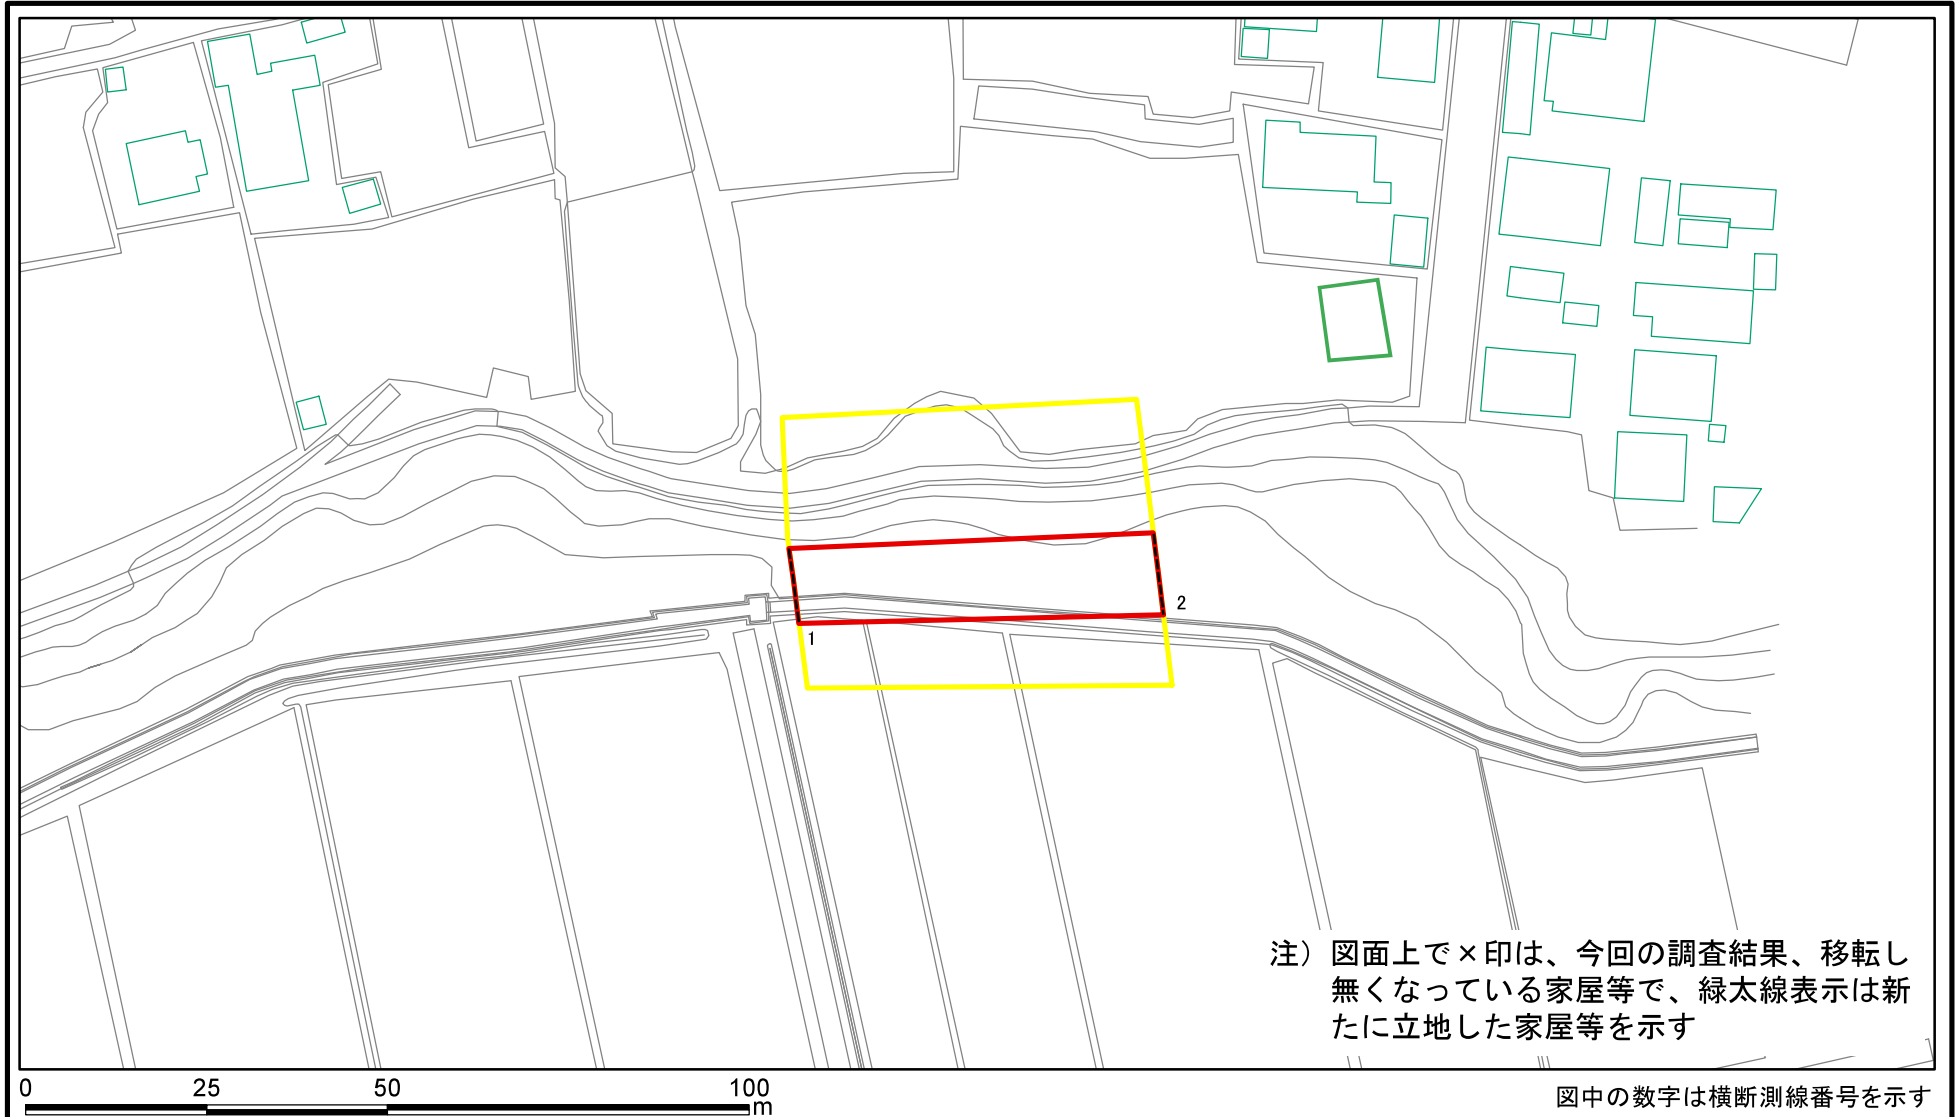 1
2
注）図面上で×印は、今回の調査結果、移転し
無くなっている家屋等で、緑太線表示は新
たに立地した家屋等を示す
0 25 50 100
m
図中の数字は横断測線番号を示す